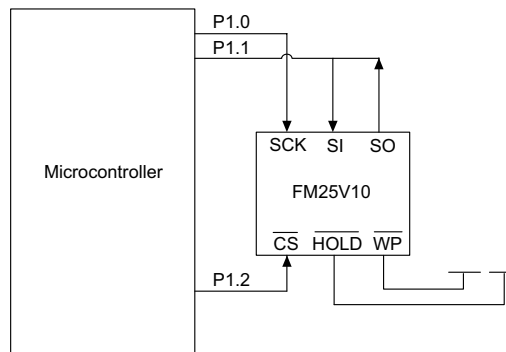 P1.0
P1.1
SCK SI SO
Microcontroller
FM25V10
CS HOLD WP
P1.2